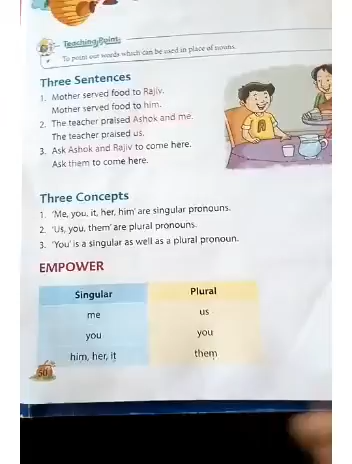 Teaching Point:
To point out words which can be used in place of nouns.
Three Sentences
1. Mother served food to Rajiv.
Mother served food to him.
2. The teacher praised Ashok and me.
The teacher praised us.
3. Ask Ashok and Rajiv to come here.
Ask them to come here.
Three Concepts
1. 'Me, you, it, her, him' are singular pronouns.
2. 'Us, you, them' are plural pronouns.
3. 'You' is a singular as well as a plural pronoun.
EMPOWER
Singular Plural
me us
you you
him, her, it them
50